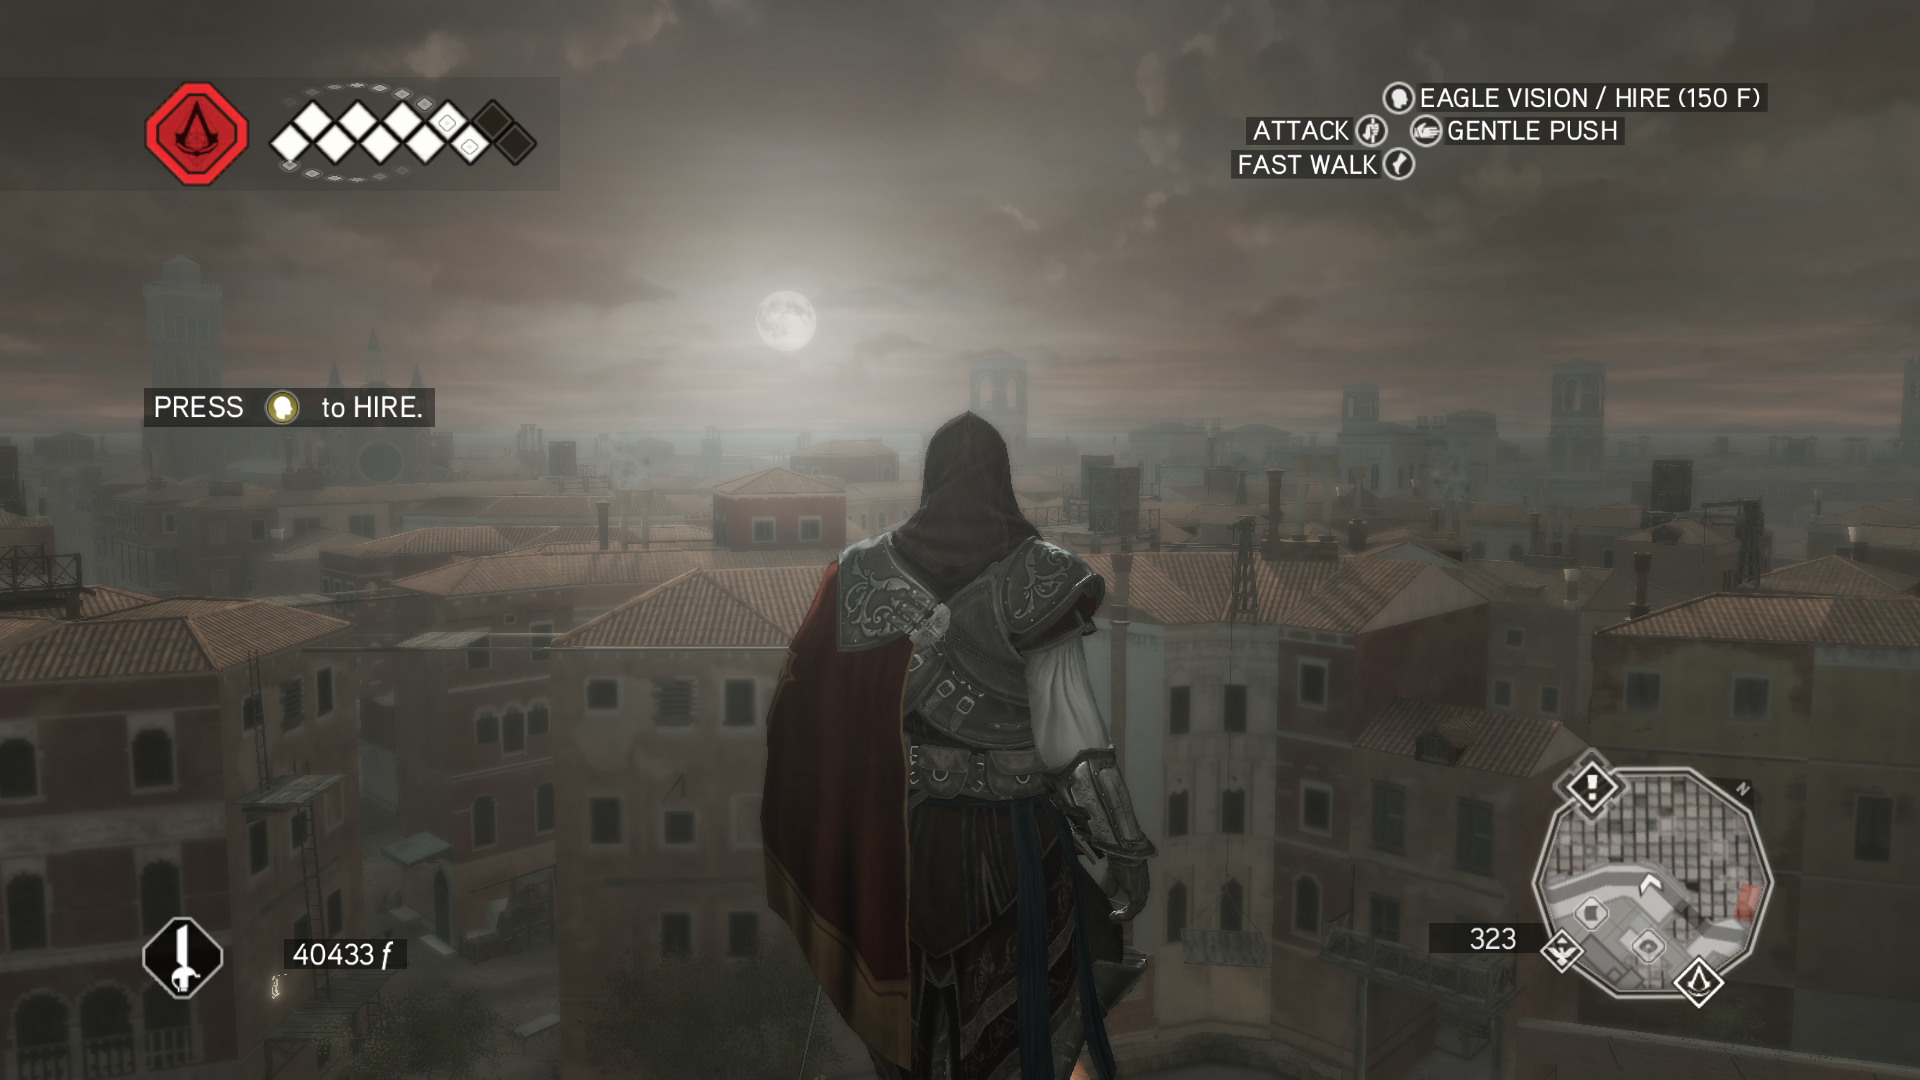 EAGLE VISION / HIRE (150 F)
ATTACK GENTLE PUSH
FAST WALK
PRESS to HIRE.
N
323
40433 f